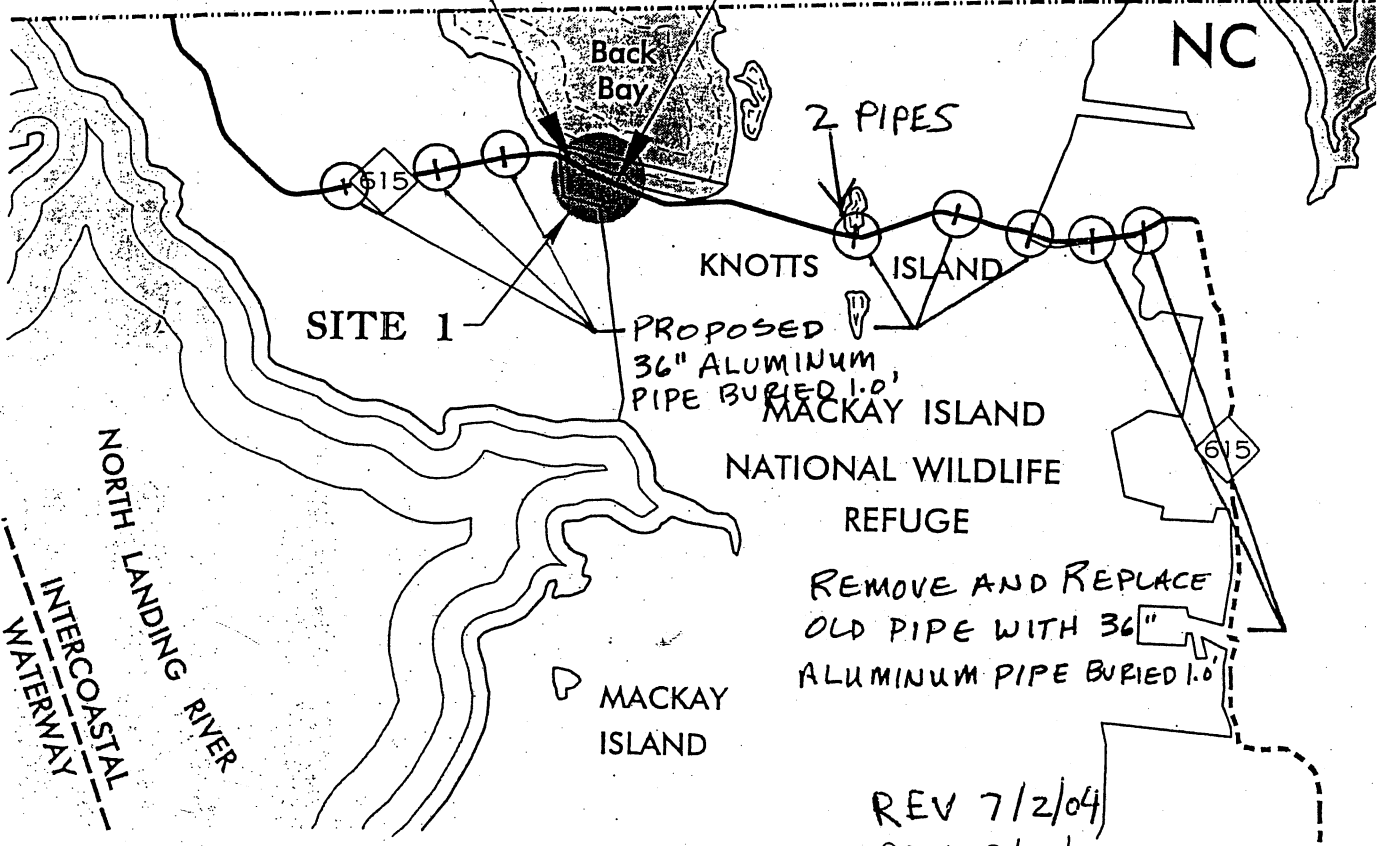 NC
Back
Bay
2 PIPES
615
KNOTTS ISLAND
SITE 1
PROPOSED
36" ALUMINUM
PIPE BURIED 1.0'
MACKAY ISLAND
NATIONAL WILDLIFE
REFUGE
615
NORTH LANDING RIVER
INTERCOASTAL
WATERWAY
REMOVE AND REPLACE
OLD PIPE WITH 36"
ALUMINUM PIPE BURIED 1.0'
MACKAY
ISLAND
REV 7/2/04